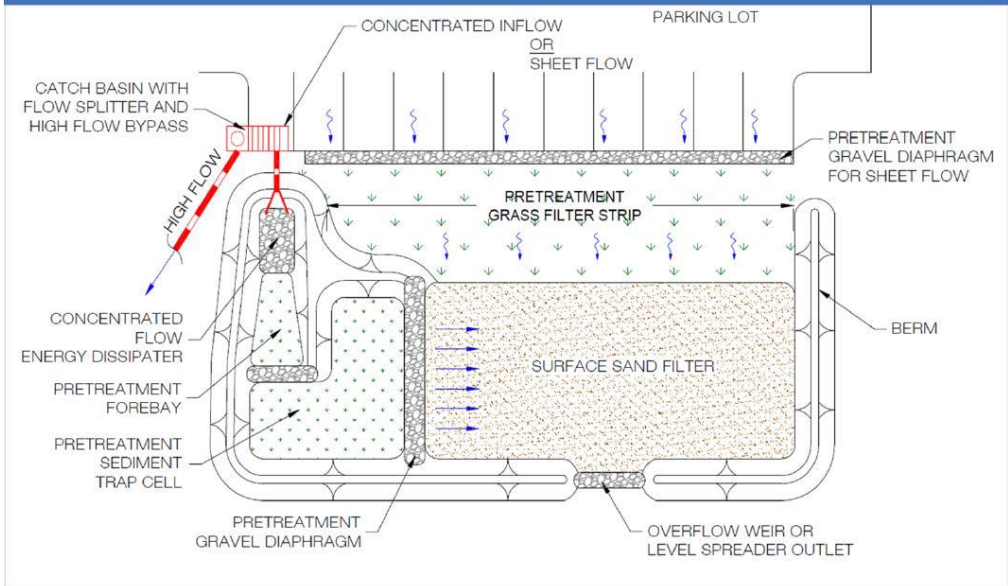 PARKING LOT
CONCENTRATED INFLOW
OR
SHEET FLOW
CATCH BASIN WITH
FLOW SPLITTER AND
HIGH FLOW BYPASS
PRETREATMENT
GRAVEL DIAPHRAGM
FOR SHEET FLOW
HIGH FLOW
PRETREATMENT
GRASS FILTER STRIP
CONCENTRATED
FLOW
ENERGY DISSIPATER
BERM
SURFACE SAND FILTER
PRETREATMENT
FOREBAY
PRETREATMENT
SEDIMENT
TRAP CELL
PRETREATMENT
GRAVEL DIAPHRAGM
OVERFLOW WEIR OR
LEVEL SPREADER OUTLET